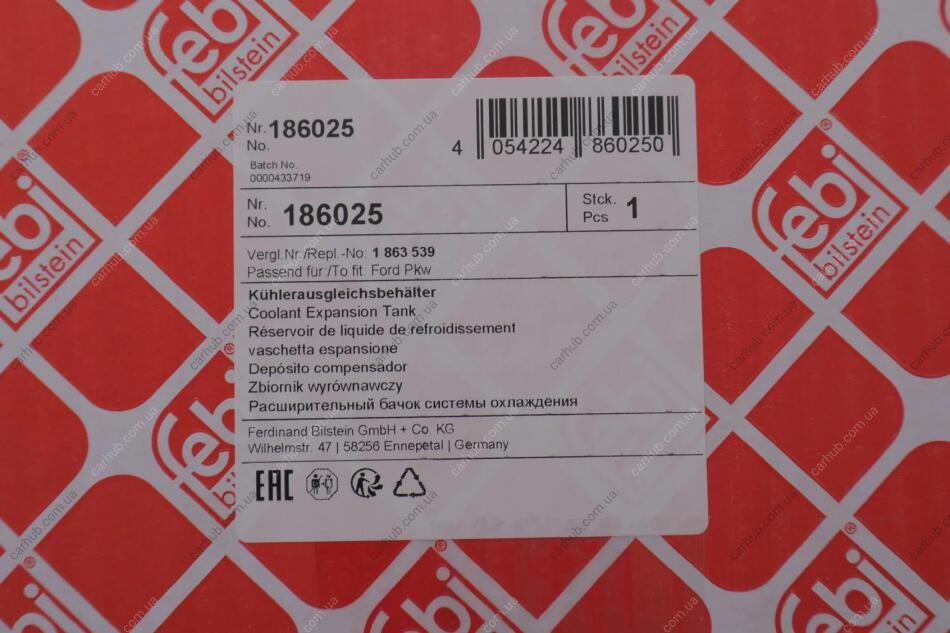 Nr. 186025
No.
Batch No..
0000433719
4 054224 860250
Nr. 186025
No.
Stck. 1
Pcs
Vergl.Nr./Repl.-No: 1 863 539
Passend für /To fit. Ford Pkw
Kühlerausgleichsbehälter
Coolant Expansion Tank
Réservoir de liquide de refroidissement
vaschetta espansione
Depósito compensador
Zbiornik wyrównawczy
Расширительный бачок системы охлаждения
Ferdinand Bilstein GmbH + Co. KG
Wilhelmstr. 47 | 58256 Ennepetal | Germany
EAC
febi
bilstein
carhub.com.ua